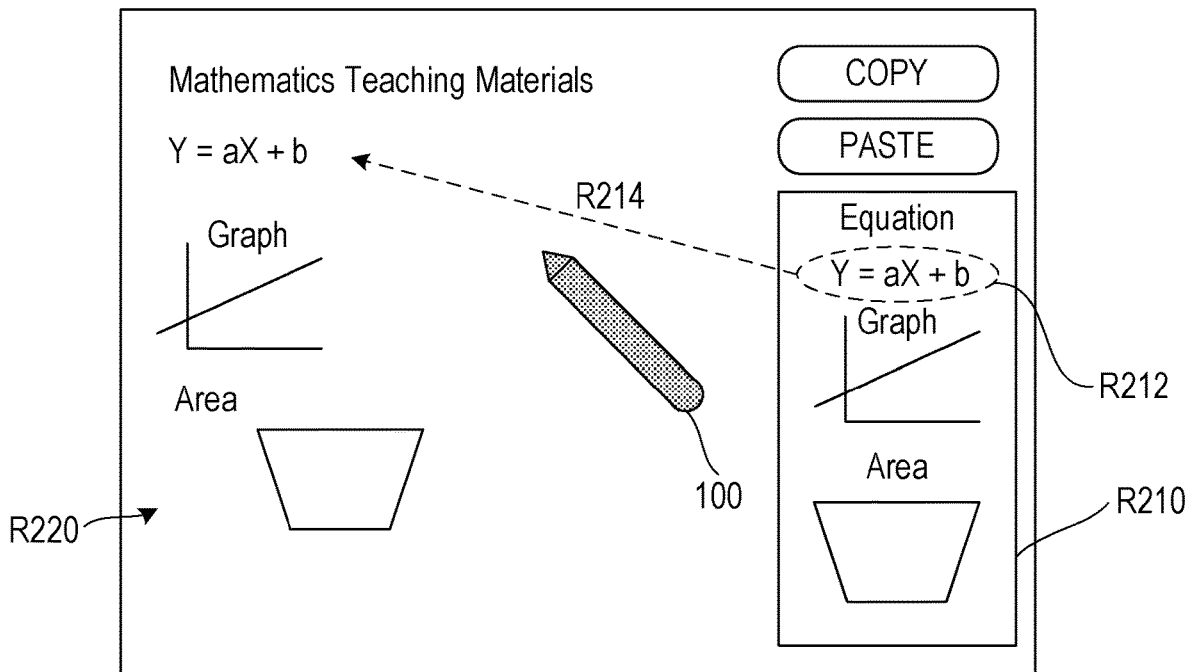 Mathematics Teaching Materials
Y = aX + b
Graph
Area
R220
R214
100
COPY
PASTE
Equation
Y = aX + b
Graph
Area
R212
R210